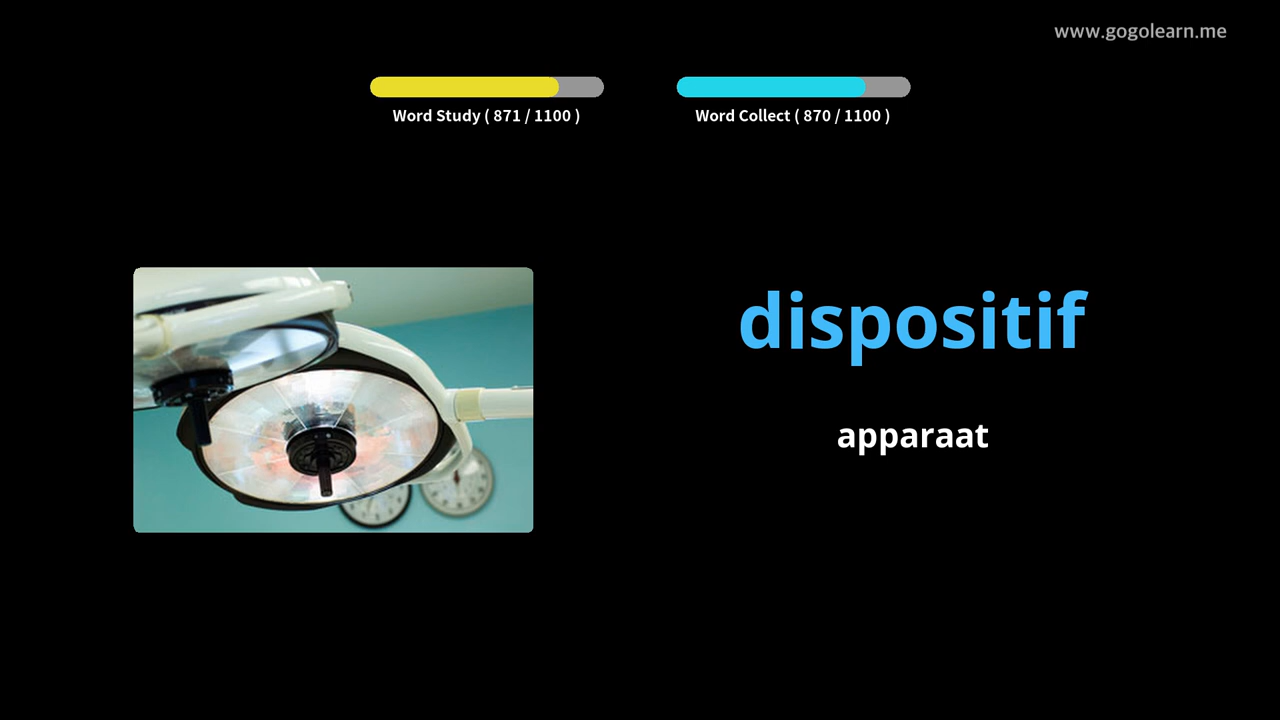 www.gogolearn.me
Word Study ( 871 / 1100 )
Word Collect ( 870 / 1100 )
dispositif
apparaat